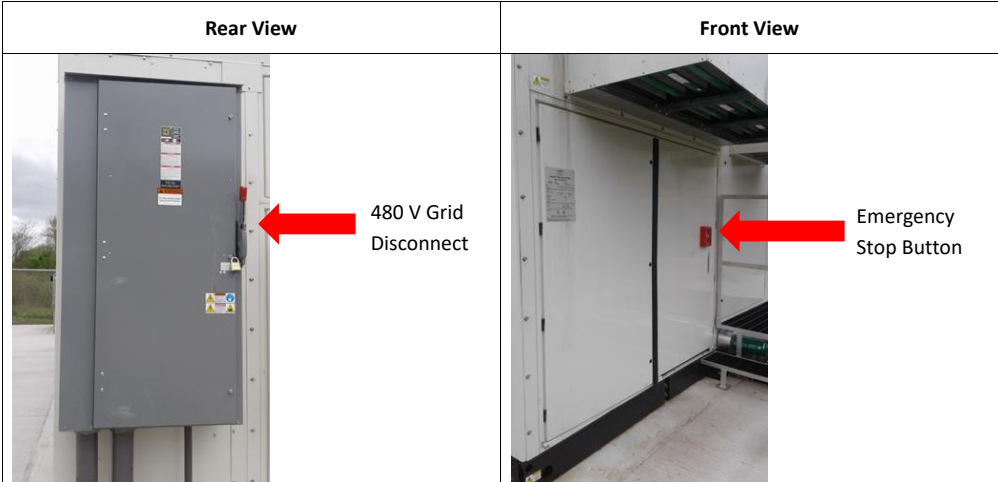 Rear View
Front View
480 V Grid
Disconnect
Emergency
Stop Button